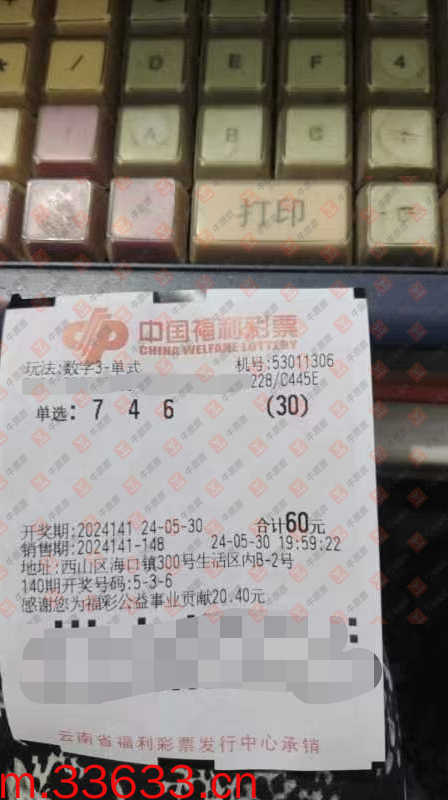 / D E F 4
A B C
打印
中国福利彩票
CHINA WELFARE LOTTERY
玩法:数字3-单式 机号:53011306
228/C445E
单选: 7 4 6 (30)
开奖期:2024141 24-05-30 合计60元
销售期:2024141-148 24-05-30 19:59:22
地址:西山区海口镇300号生活区内B-2号
140期开奖号码:5-3-6
感谢您为福彩公益事业贡献20.40元
云南省福利彩票发行中心承销
m.33633.cn